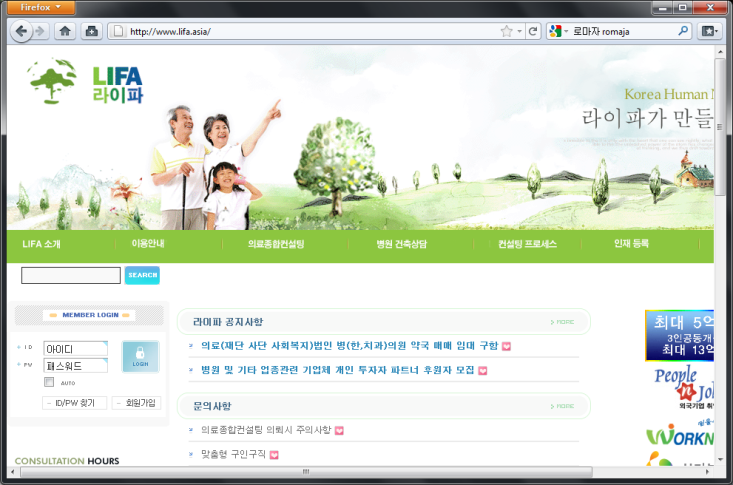 Firefox
http://www.lifa.asia/
로마자 romaja
LIFA
라이파
Korea Human
라이파가 만들
LIFA 소개
이용안내
의료종합컨설팅
병원 건축상담
컨설팅 프로세스
인재 등록
SEARCH
MEMBER LOGIN
ID
아이디
PW
패스워드
LOGIN
AUTO
ID/PW 찾기
회원가입
CONSULTATION HOURS
라이파 공지사항
MORE
의료(재단 사단 사회복지)법인 병(한,치과)의원 약국 매매 임대 구함
병원 및 기타 업종관련 기업체 개인 투자자 파트너 후원자 모집
문의사항
MORE
의료종합컨설팅 의뢰시 주의사항
맞춤형 구인구직
최대 5억
3인공동개
최대 13억
People
Jo
외국기업 취
WORKN